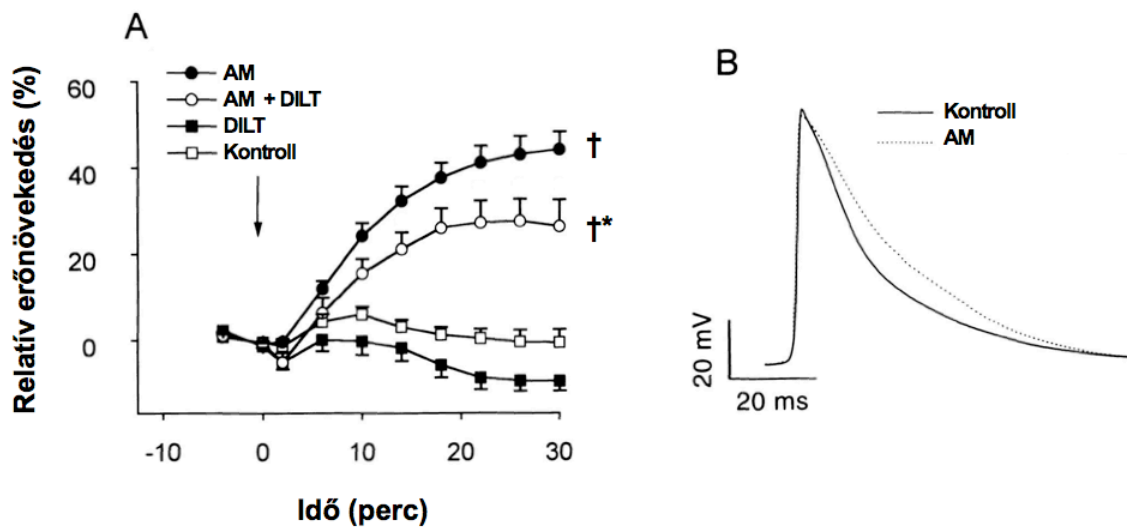 A
AM
AM + DILT
DILT
Kontroll
Relatív erőnövekedés (%)
60
40
20
0
†
†*
-10 0 10 20 30
Idő (perc)
B
Kontroll
AM
20 mV
20 ms